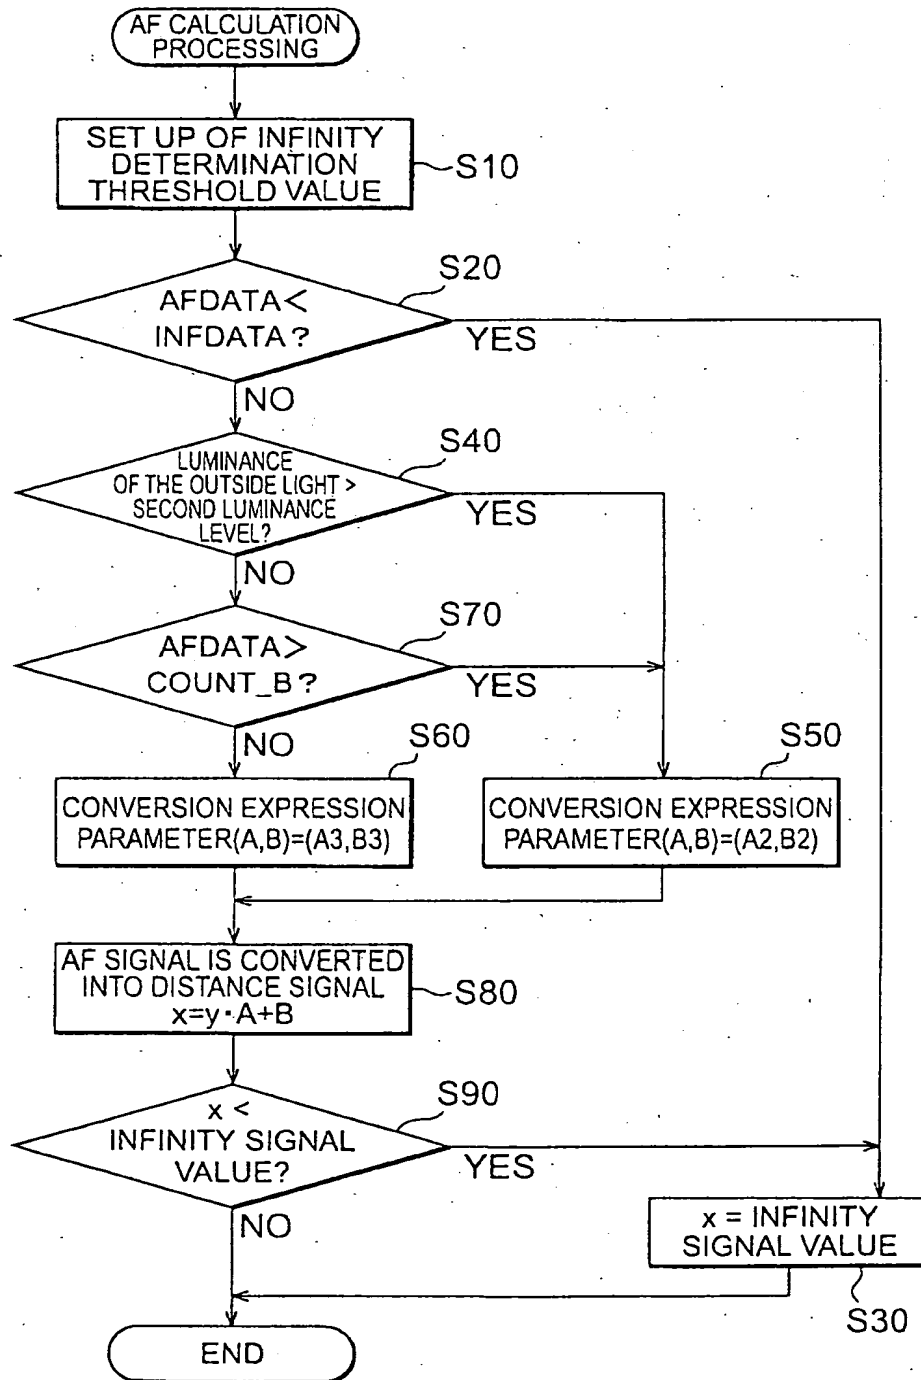 AF CALCULATION
PROCESSING
SET UP OF INFINITY
DETERMINATION
THRESHOLD VALUE
S10
S20
AFDATA<
INFDATA?
YES
NO
S40
LUMINANCE
OF THE OUTSIDE LIGHT >
SECOND LUMINANCE
LEVEL?
YES
NO
S70
AFDATA>
COUNT_B?
YES
NO
S60
S50
CONVERSION EXPRESSION
PARAMETER(A,B)=(A3,B3)
CONVERSION EXPRESSION
PARAMETER(A,B)=(A2,B2)
AF SIGNAL IS CONVERTED
INTO DISTANCE SIGNAL
x=y·A+B
S80
S90
x <
INFINITY SIGNAL
VALUE?
YES
NO
x = INFINITY
SIGNAL VALUE
S30
END